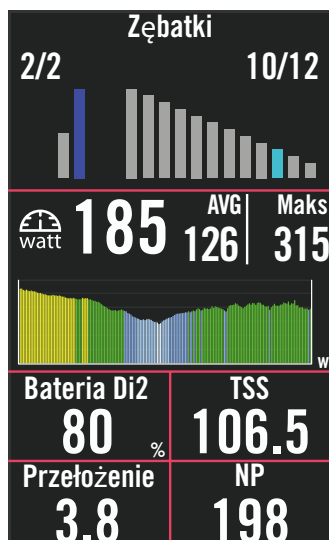 Zębatki
2/2 10/12
watt 185 AVG 126 Maks 315
W
Bateria Di2 TSS
80 % 106.5
Przełożenie NP
3.8 198